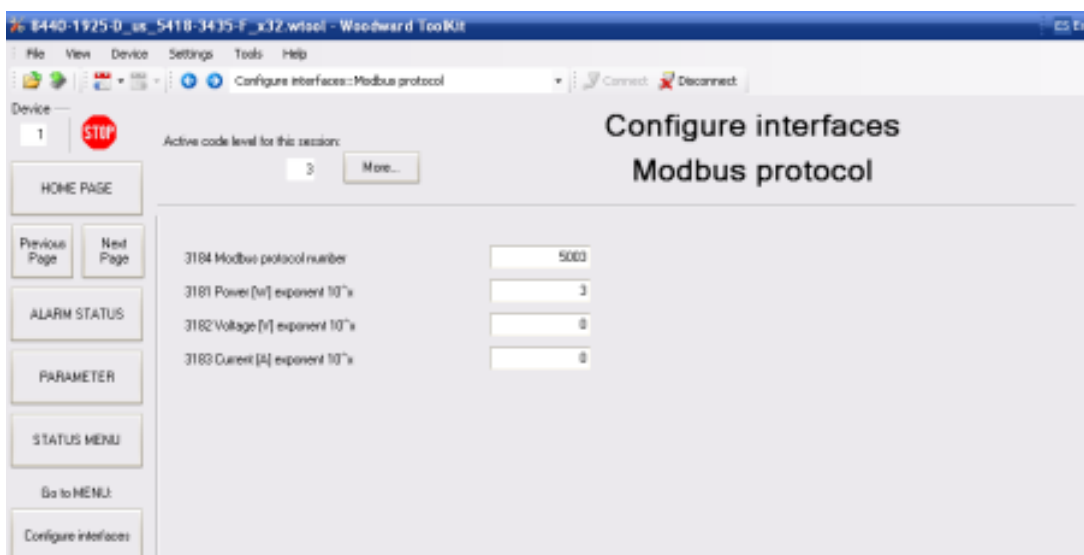 8440-1925-D_us_5418-3435-F_x32.wtool - Woodward ToolKit
File View Device Settings Tools Help
Configure interfaces::Modbus protocol Connect Disconnect
Device
1 STOP
Active code level for this session:
3 More...
Configure interfaces
Modbus protocol
HOME PAGE
Previous Page
Next Page
ALARM STATUS
PARAMETER
STATUS MENU
Go to MENU:
Configure interfaces
3184 Modbus protocol number 5003
3181 Power [W] exponent 10^x 3
3182 Voltage [V] exponent 10^x 0
3183 Current [A] exponent 10^x 0